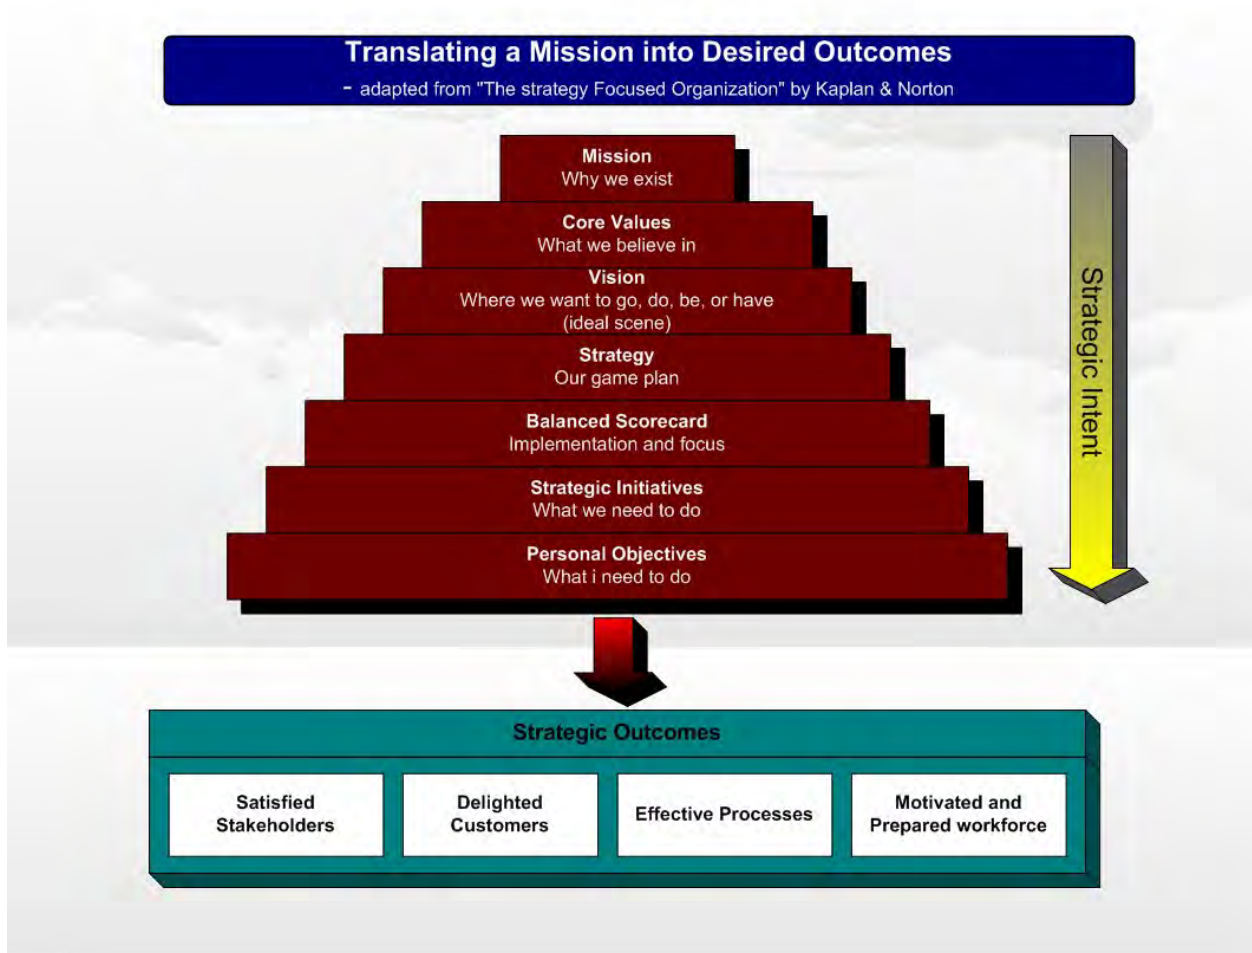 Translating a Mission into Desired Outcomes
- adapted from "The strategy Focused Organization" by Kaplan & Norton
Mission
Why we exist
Core Values
What we believe in
Vision
Where we want to go, do, be, or have
(ideal scene)
Strategy
Our game plan
Balanced Scorecard
Implementation and focus
Strategic Initiatives
What we need to do
Personal Objectives
What i need to do
Strategic Intent
Strategic Outcomes
Satisfied
Stakeholders
Delighted
Customers
Effective Processes
Motivated and
Prepared workforce